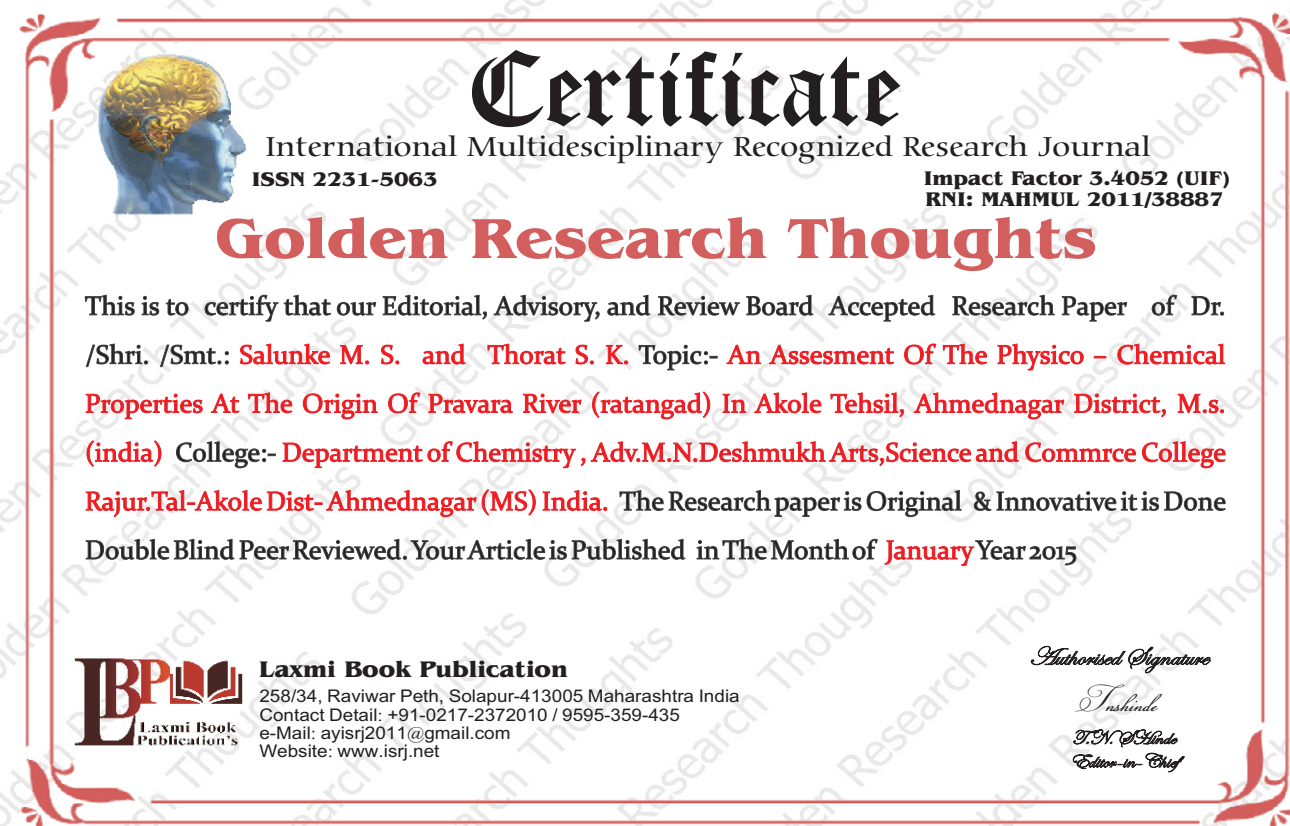 Certificate
International Multidesciplinary Recognized Research Journal
ISSN 2231-5063
Impact Factor 3.4052 (UIF)
RNI: MAHMUL 2011/38887
Golden Research Thoughts
This is to certify that our Editorial, Advisory, and Review Board Accepted Research Paper of Dr.
/Shri. /Smt.: Salunke M. S. and Thorat S. K. Topic:- An Assesment Of The Physico – Chemical
Properties At The Origin Of Pravara River (ratangad) In Akole Tehsil, Ahmednagar District, M.s.
(india) College:- Department of Chemistry , Adv.M.N.Deshmukh Arts,Science and Commrce College
Rajur.Tal-Akole Dist- Ahmednagar (MS) India. The Research paper is Original & Innovative it is Done
Double Blind Peer Reviewed. Your Article is Published in The Month of January Year 2015
LBP
Laxmi Book
Publication's
Laxmi Book Publication
258/34, Raviwar Peth, Solapur-413005 Maharashtra India
Contact Detail: +91-0217-2372010 / 9595-359-435
e-Mail: ayisrj2011@gmail.com
Website: www.isrj.net
Authorised Signature
Tnshinde
T.N. SHinde
Editor-in-Chief